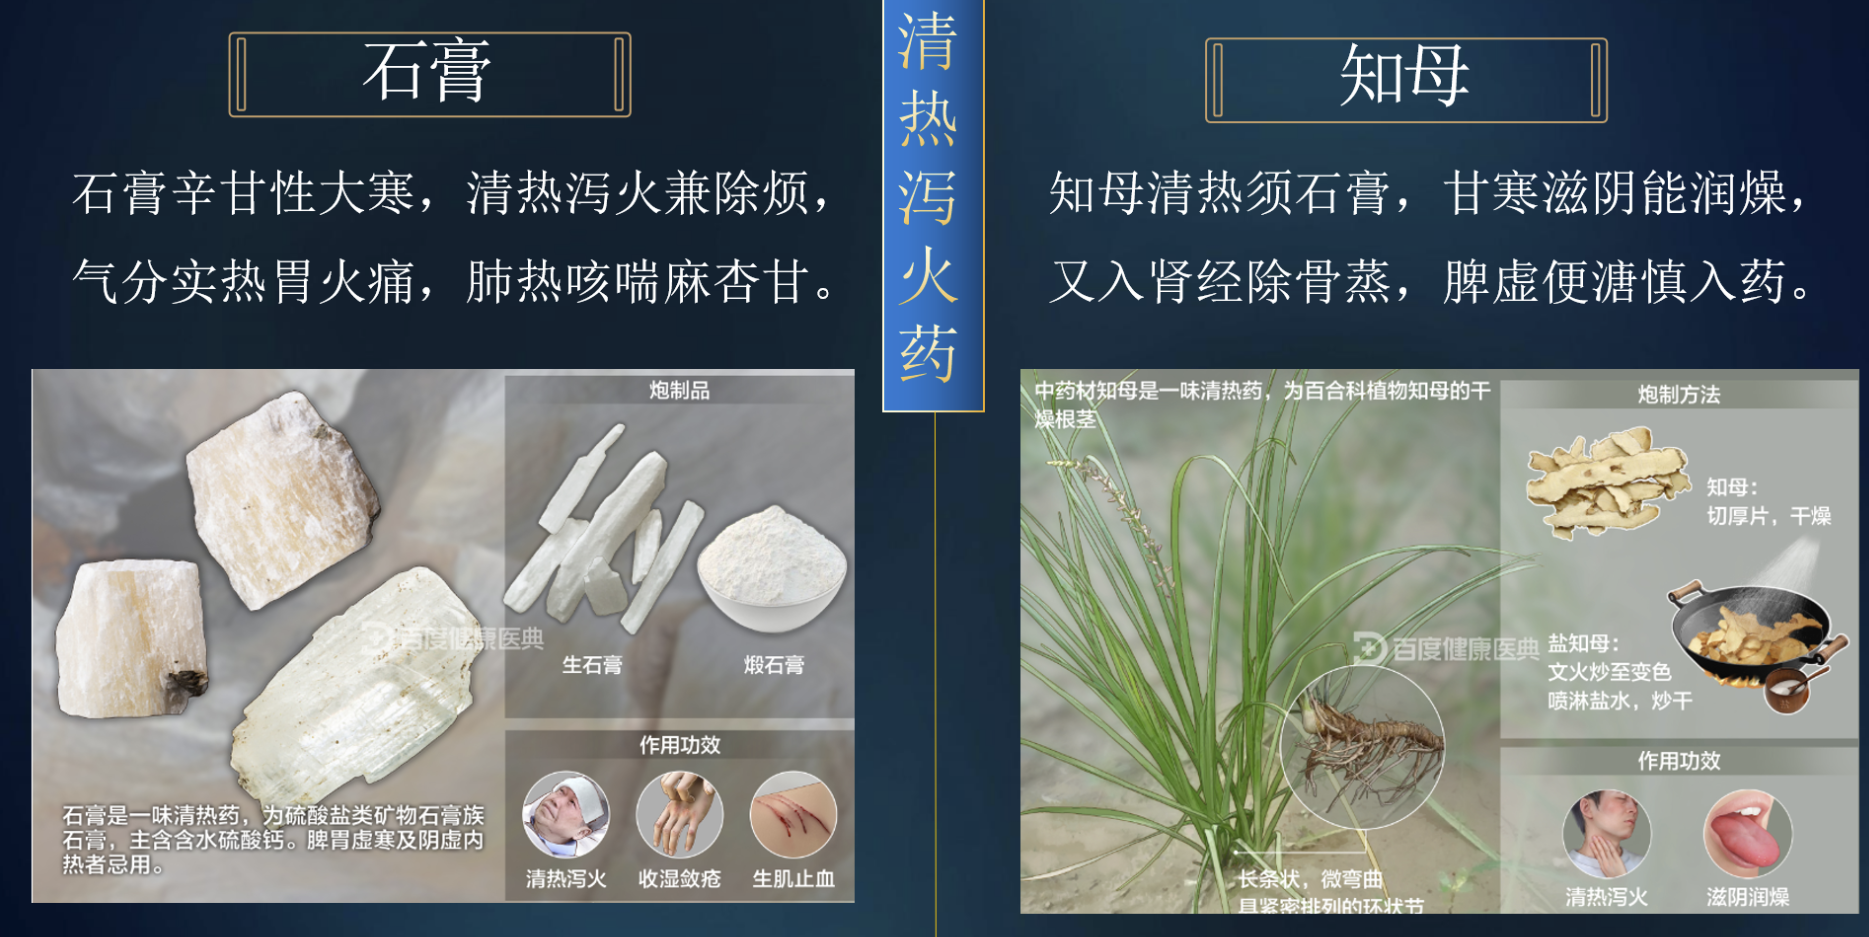 石膏
石膏辛甘性大寒，清热泻火兼除烦，
气分实热胃火痛，肺热咳喘麻杏甘。
炮制品
生石膏
煅石膏
百度健康医典
石膏是一味清热药，为硫酸盐类矿物石膏族
石膏，主含含水硫酸钙。脾胃虚寒及阴虚内
热者忌用。
作用功效
清热泻火
收湿敛疮
生肌止血
清热泻火药
知母
知母清热须石膏，甘寒滋阴能润燥，
又入肾经除骨蒸，脾虚便溏慎入药。
中药材知母是一味清热药，为百合科植物知母的干
燥根茎
百度健康医典
长条状，微弯曲
具紧密排列的环状节
炮制方法
知母：
切厚片，干燥
盐知母：
文火炒至变色
喷淋盐水，炒干
作用功效
清热泻火
滋阴润燥